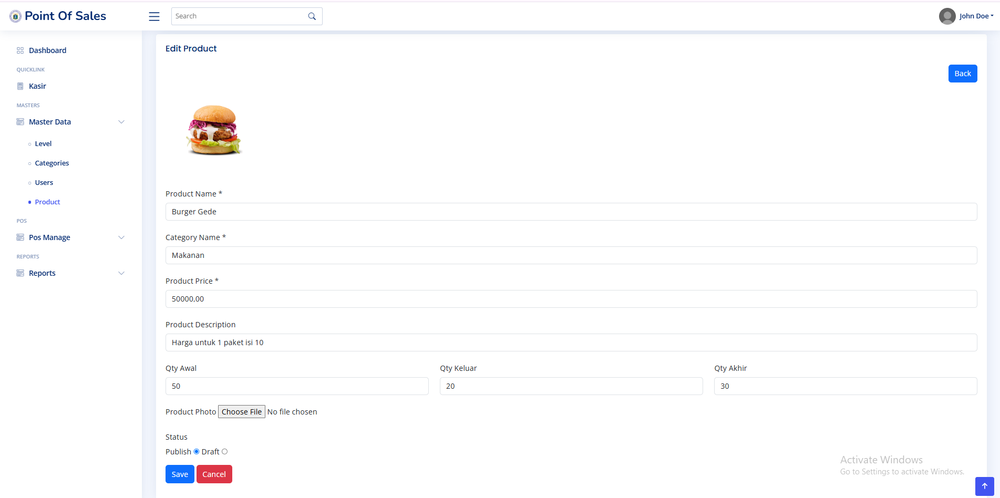 Point Of Sales
Search
John Doe
Dashboard
QUICKLINK
Kasir
MASTERS
Master Data
Level
Categories
Users
Product
POS
Pos Manage
REPORTS
Reports
Edit Product
Back
Product Name *
Burger Gede
Category Name *
Makanan
Product Price *
50000,00
Product Description
Harga untuk 1 paket isi 10
Qty Awal Qty Keluar Qty Akhir
50 20 30
Product Photo Choose File No file chosen
Status
Publish Draft
Save Cancel
Activate Windows
Go to Settings to activate Windows.